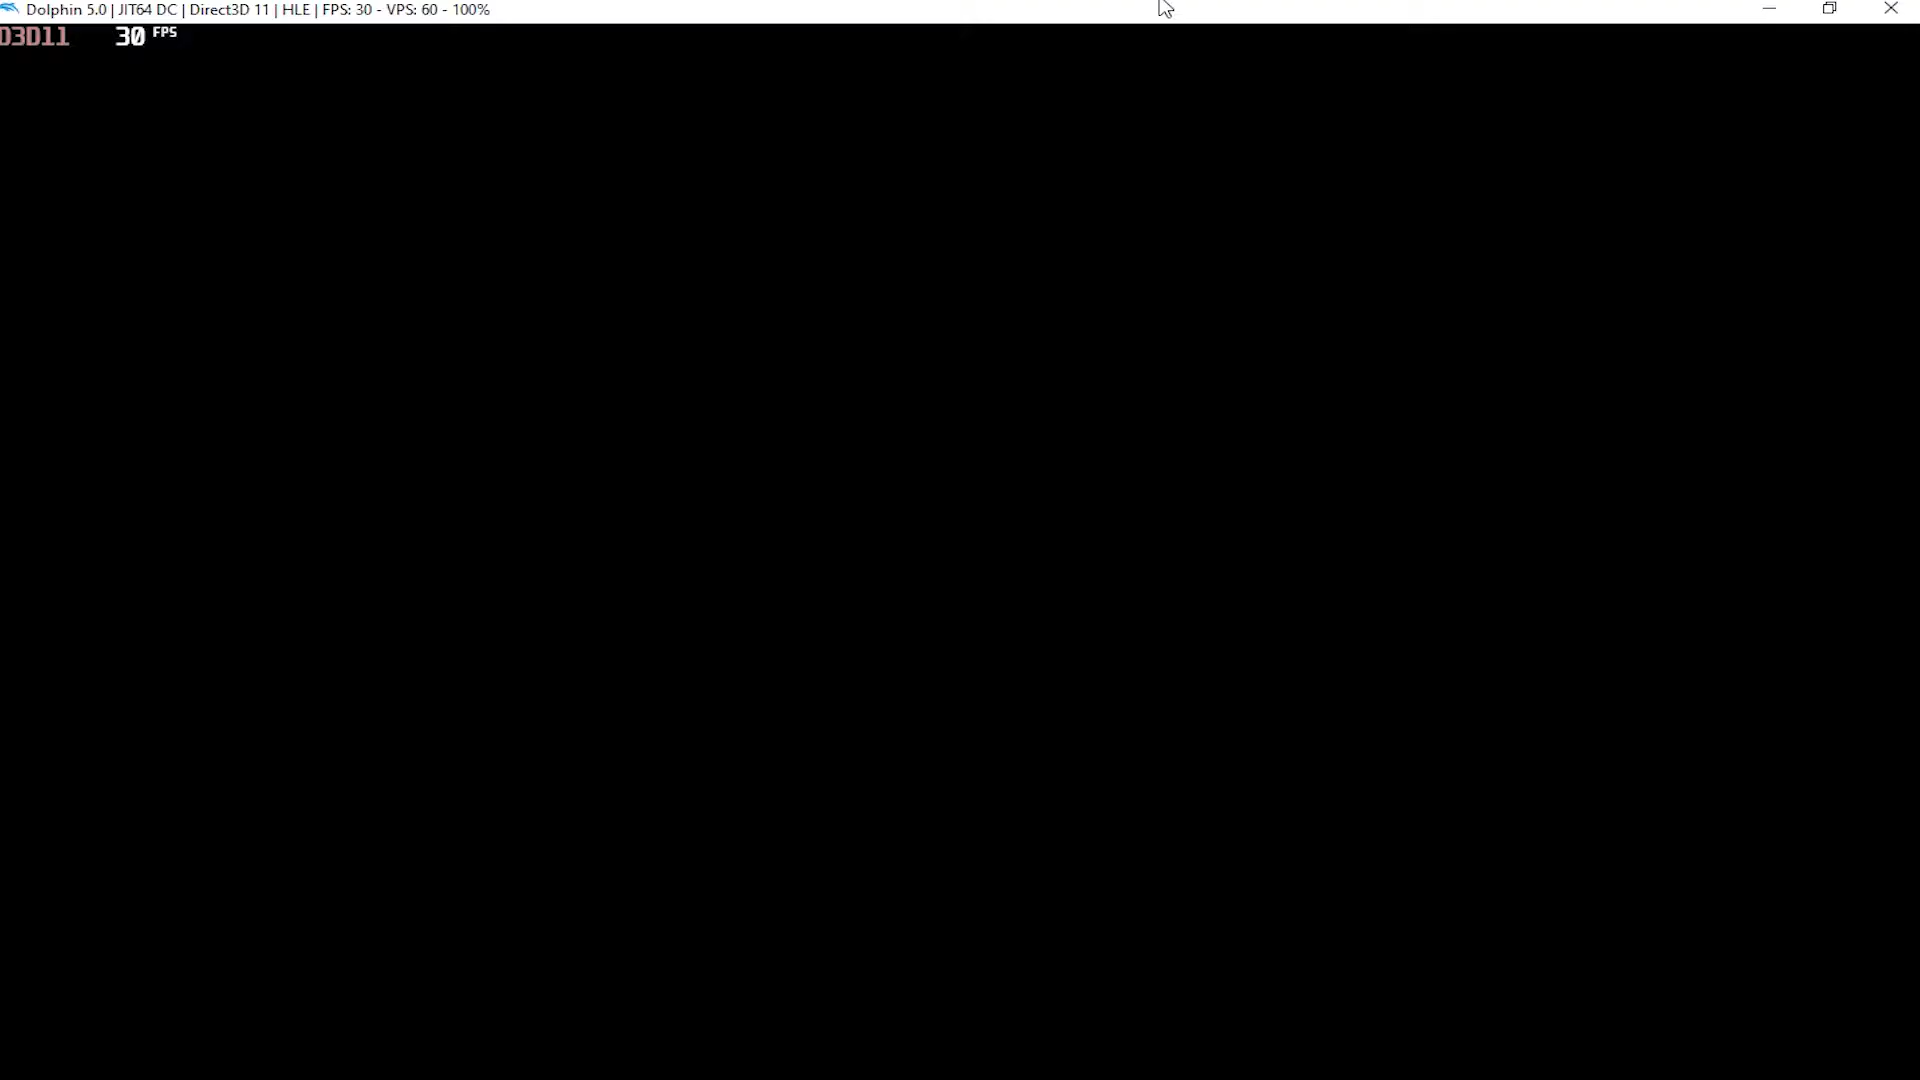 Dolphin 5.0 | JIT64 DC | Direct3D 11 | HLE | FPS: 30 - VPS: 60 - 100%
D3D11 30 FPS